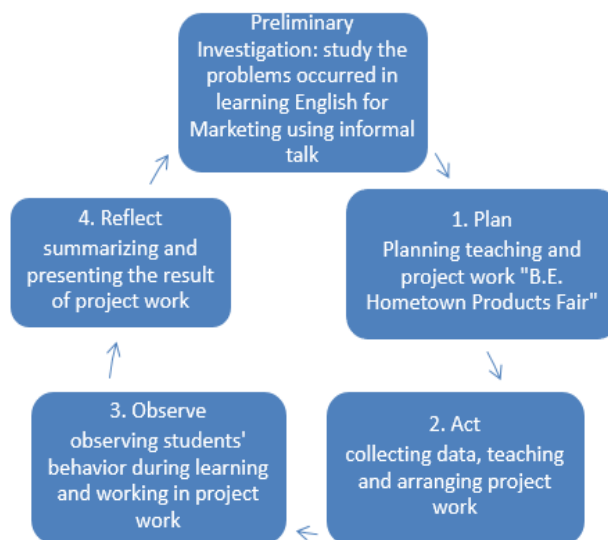 Preliminary
Investigation: study the
problems occurred in
learning English for
Marketing using informal
talk
1. Plan
Planning teaching and
project work "B.E.
Hometown Products Fair"
2. Act
collecting data, teaching
and arranging project
work
3. Observe
observing students'
behavior during learning
and working in project
work
4. Reflect
summarizing and
presenting the result
of project work